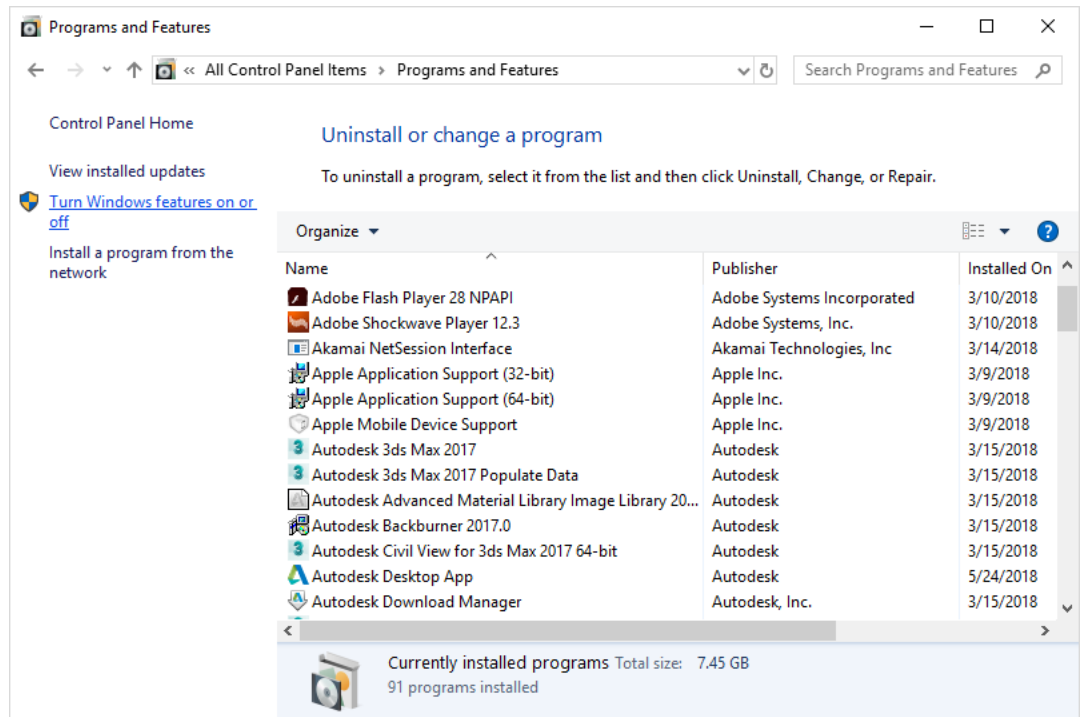 Programs and Features
« All Control Panel Items > Programs and Features
Search Programs and Features
Control Panel Home
View installed updates
Turn Windows features on or
off
Install a program from the
network
Uninstall or change a program
To uninstall a program, select it from the list and then click Uninstall, Change, or Repair.
Organize
?
Name Publisher Installed On
Adobe Flash Player 28 NPAPI Adobe Systems Incorporated 3/10/2018
Adobe Shockwave Player 12.3 Adobe Systems, Inc. 3/10/2018
Akamai NetSession Interface Akamai Technologies, Inc 3/14/2018
Apple Application Support (32-bit) Apple Inc. 3/9/2018
Apple Application Support (64-bit) Apple Inc. 3/9/2018
Apple Mobile Device Support Apple Inc. 3/9/2018
Autodesk 3ds Max 2017 Autodesk 3/15/2018
Autodesk 3ds Max 2017 Populate Data Autodesk 3/15/2018
Autodesk Advanced Material Library Image Library 20... Autodesk 3/15/2018
Autodesk Backburner 2017.0 Autodesk 3/15/2018
Autodesk Civil View for 3ds Max 2017 64-bit Autodesk 3/15/2018
Autodesk Desktop App Autodesk 5/24/2018
Autodesk Download Manager Autodesk, Inc. 3/15/2018
Currently installed programs Total size: 7.45 GB
91 programs installed